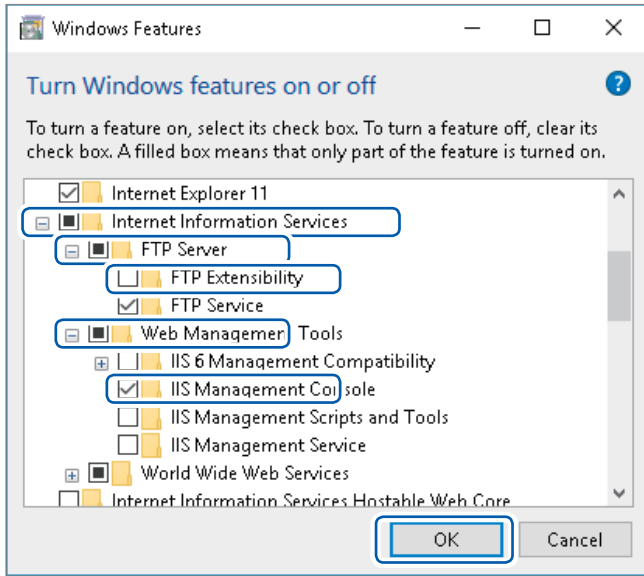 Windows Features
Turn Windows features on or off
To turn a feature on, select its check box. To turn a feature off, clear its
check box. A filled box means that only part of the feature is turned on.
Internet Explorer 11
Internet Information Services
FTP Server
FTP Extensibility
FTP Service
Web Management Tools
IIS 6 Management Compatibility
IIS Management Console
IIS Management Scripts and Tools
IIS Management Service
World Wide Web Services
Internet Information Services Hostable Web Core
OK
Cancel